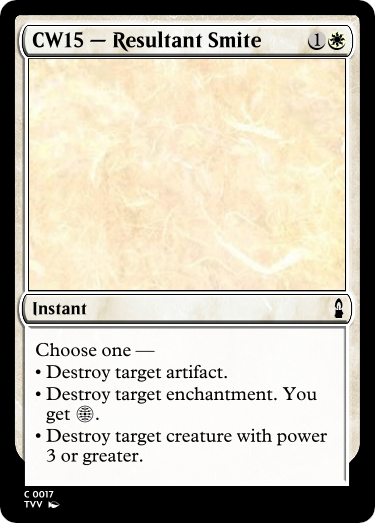 CW15 — Resultant Smite 1
Instant
Choose one —
• Destroy target artifact.
• Destroy target enchantment. You
get .
• Destroy target creature with power
3 or greater.
C 0017
TVV